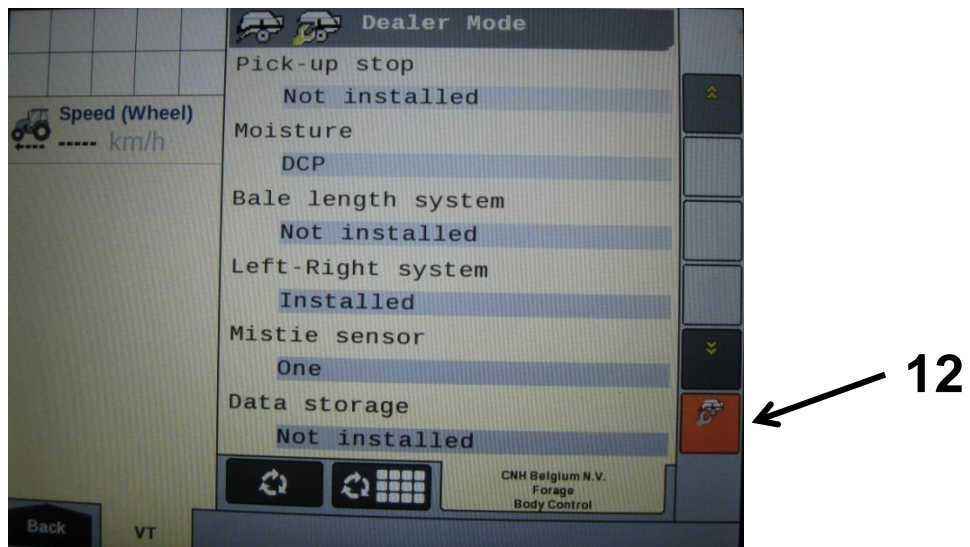 Dealer Mode
Pick-up stop
Not installed
Speed (Wheel)
----- km/h
Moisture
DCP
Bale length system
Not installed
Left-Right system
Installed
Mistie sensor
One
12
Data storage
Not installed
CNH Belgium N.V.
Forage
Body Control
Back
VT